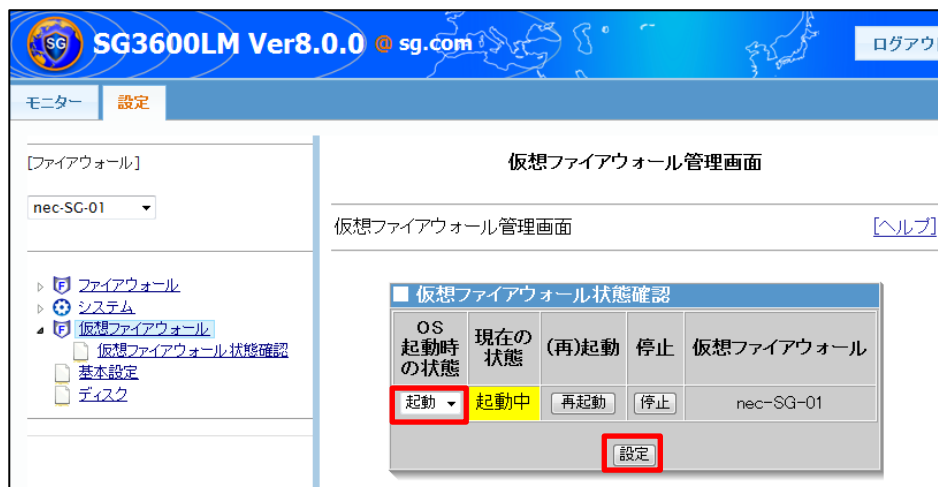 SG
SG3600LM Ver8.0.0 @ sg.com
ログアウ
モニター 設定
[ファイアウォール]
nec-SG-01
ファイアウォール
システム
仮想ファイアウォール
仮想ファイアウォール状態確認
基本設定
ディスク
仮想ファイアウォール管理画面
仮想ファイアウォール管理画面 [ヘルプ]
■ 仮想ファイアウォール状態確認
OS
起動時
の状態
現在の
状態
(再)起動
停止
仮想ファイアウォール
起動 起動中 再起動 停止 nec-SG-01
設定